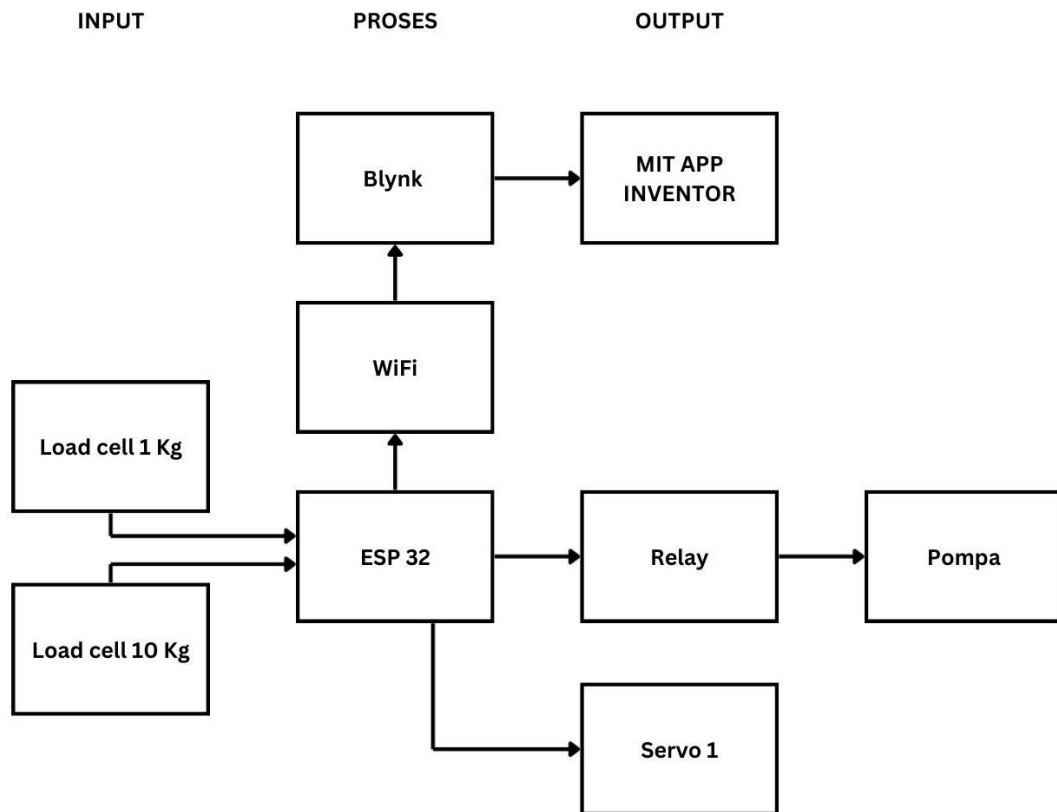 INPUT
PROSES
OUTPUT
Blynk
MIT APP
INVENTOR
WiFi
Load cell 1 Kg
ESP 32
Relay
Pompa
Load cell 10 Kg
Servo 1